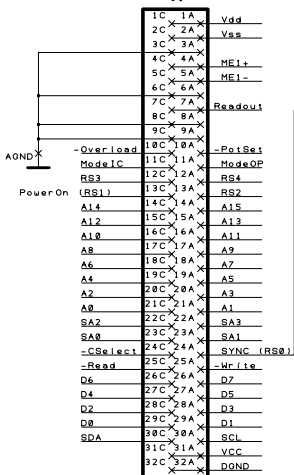 1C 1A Vdd
2C 2A Vss
3C 3A
4C 4A ME1+
5C 5A ME1-
6C 6A
7C 7A Readout
8C 8A
9C 9A
-Overload 10C 10A -PotSet
AGND
ModeIC 11C 11A ModeOP
RS3 12C 12A RS4
PowerOn (RS1) 13C 13A RS2
A14 14C 14A A15
A12 15C 15A A13
A10 16C 16A A11
A8 17C 17A A9
A6 18C 18A A7
A4 19C 19A A5
A2 20C 20A A3
A0 21C 21A A1
SA2 22C 22A SA3
SA0 23C 23A SA1
-CSelect 24C 24A SYNC (RS0)
-Read 25C 25A -Write
D6 26C 26A D7
D4 27C 27A D5
D2 28C 28A D3
D0 29C 29A D1
SDA 30C 30A SCL
31C 31A VCC
32C 32A DGND